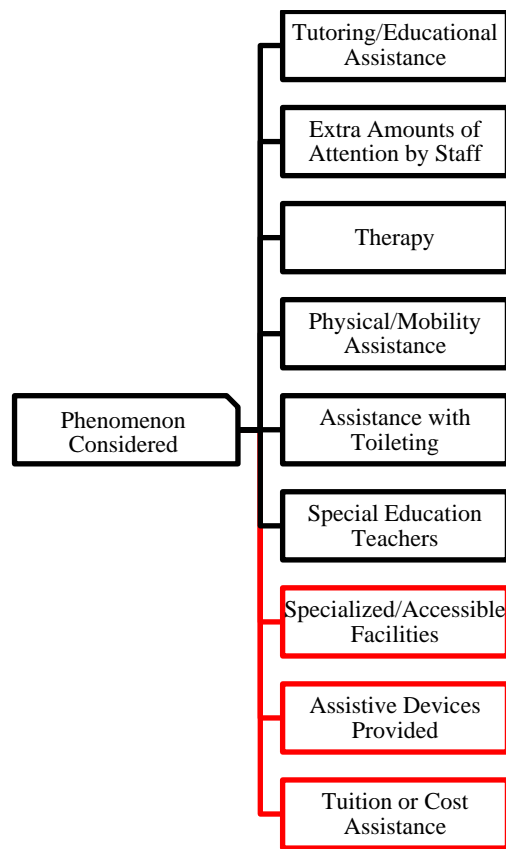 Tutoring/Educational
Assistance
Extra Amounts of
Attention by Staff
Therapy
Physical/Mobility
Assistance
Phenomenon
Considered
Assistance with
Toileting
Special Education
Teachers
Specialized/Accessible
Facilities
Assistive Devices
Provided
Tuition or Cost
Assistance